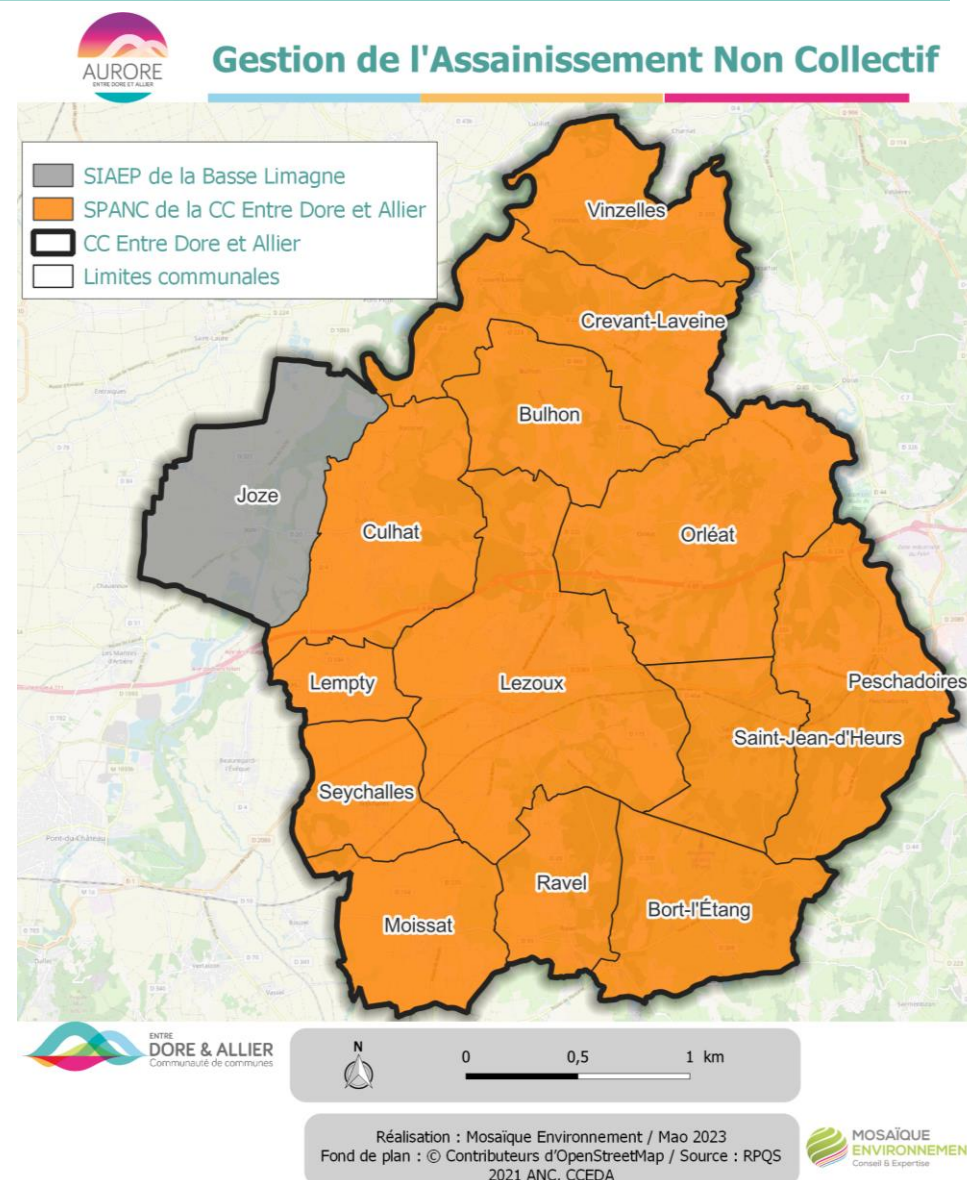 AURORE
ENTRE DORE ET ALLIER
Gestion de l'Assainissement Non Collectif
SIAEP de la Basse Limagne
SPANC de la CC Entre Dore et Allier
CC Entre Dore et Allier
Limites communales
Vinzelles
Crevant-Laveine
Bulhon
Joze
Culhat
Orléat
Lempty
Lezoux
Peschadoires
Saint-Jean-d'Heurs
Seychalles
Ravel
Bort-l'Étang
Moissat
Pont-du-Château
ENTRE
DORE & ALLIER
Communauté de communes
N
0 0,5 1 km
Réalisation : Mosaïque Environnement / Mao 2023
Fond de plan : © Contributeurs d'OpenStreetMap / Source : RPQS
2021 ANC, CCEDA
MOSAÏQUE
ENVIRONNEMEN
Conseil & Expertise